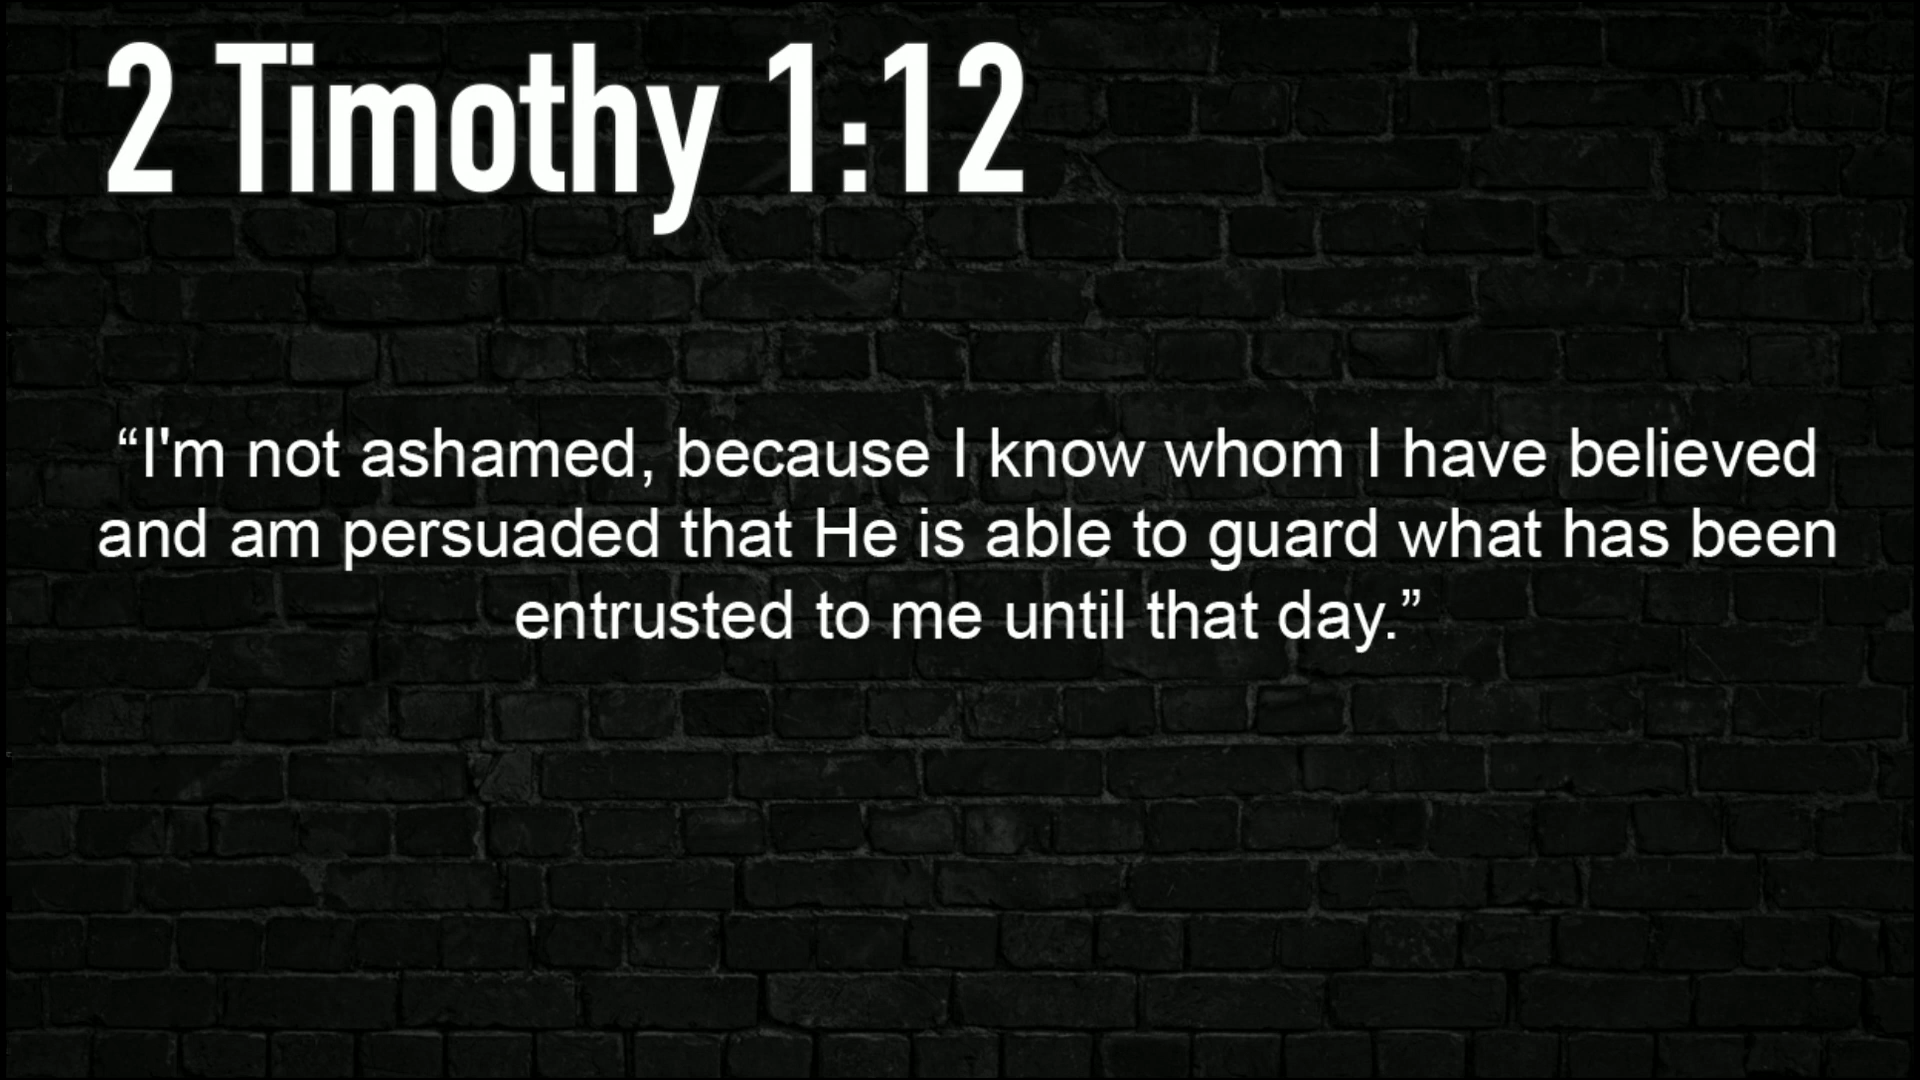 2 Timothy 1:12
“I'm not ashamed, because I know whom I have believed
and am persuaded that He is able to guard what has been
entrusted to me until that day.”